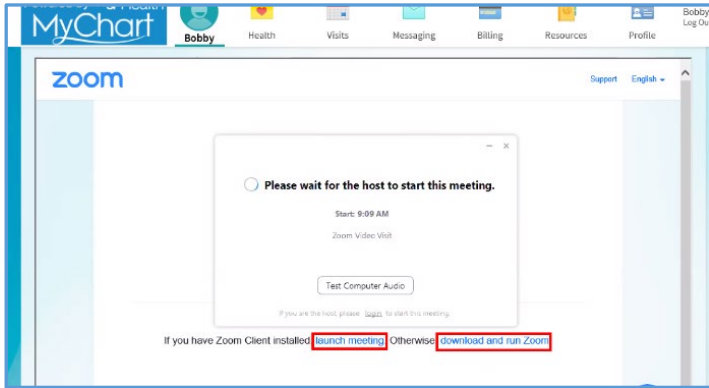 & Health
MyChart
Bobby
Health
Visits
Messaging
Billing
Resources
Profile
Bobby
Log Ou
zoom
Support
English
Please wait for the host to start this meeting.
Start: 9:09 AM
Zoom Video Visit
Test Computer Audio
If you are the host, please login to start this meeting.
If you have Zoom Client installed, launch meeting. Otherwise, download and run Zoom.